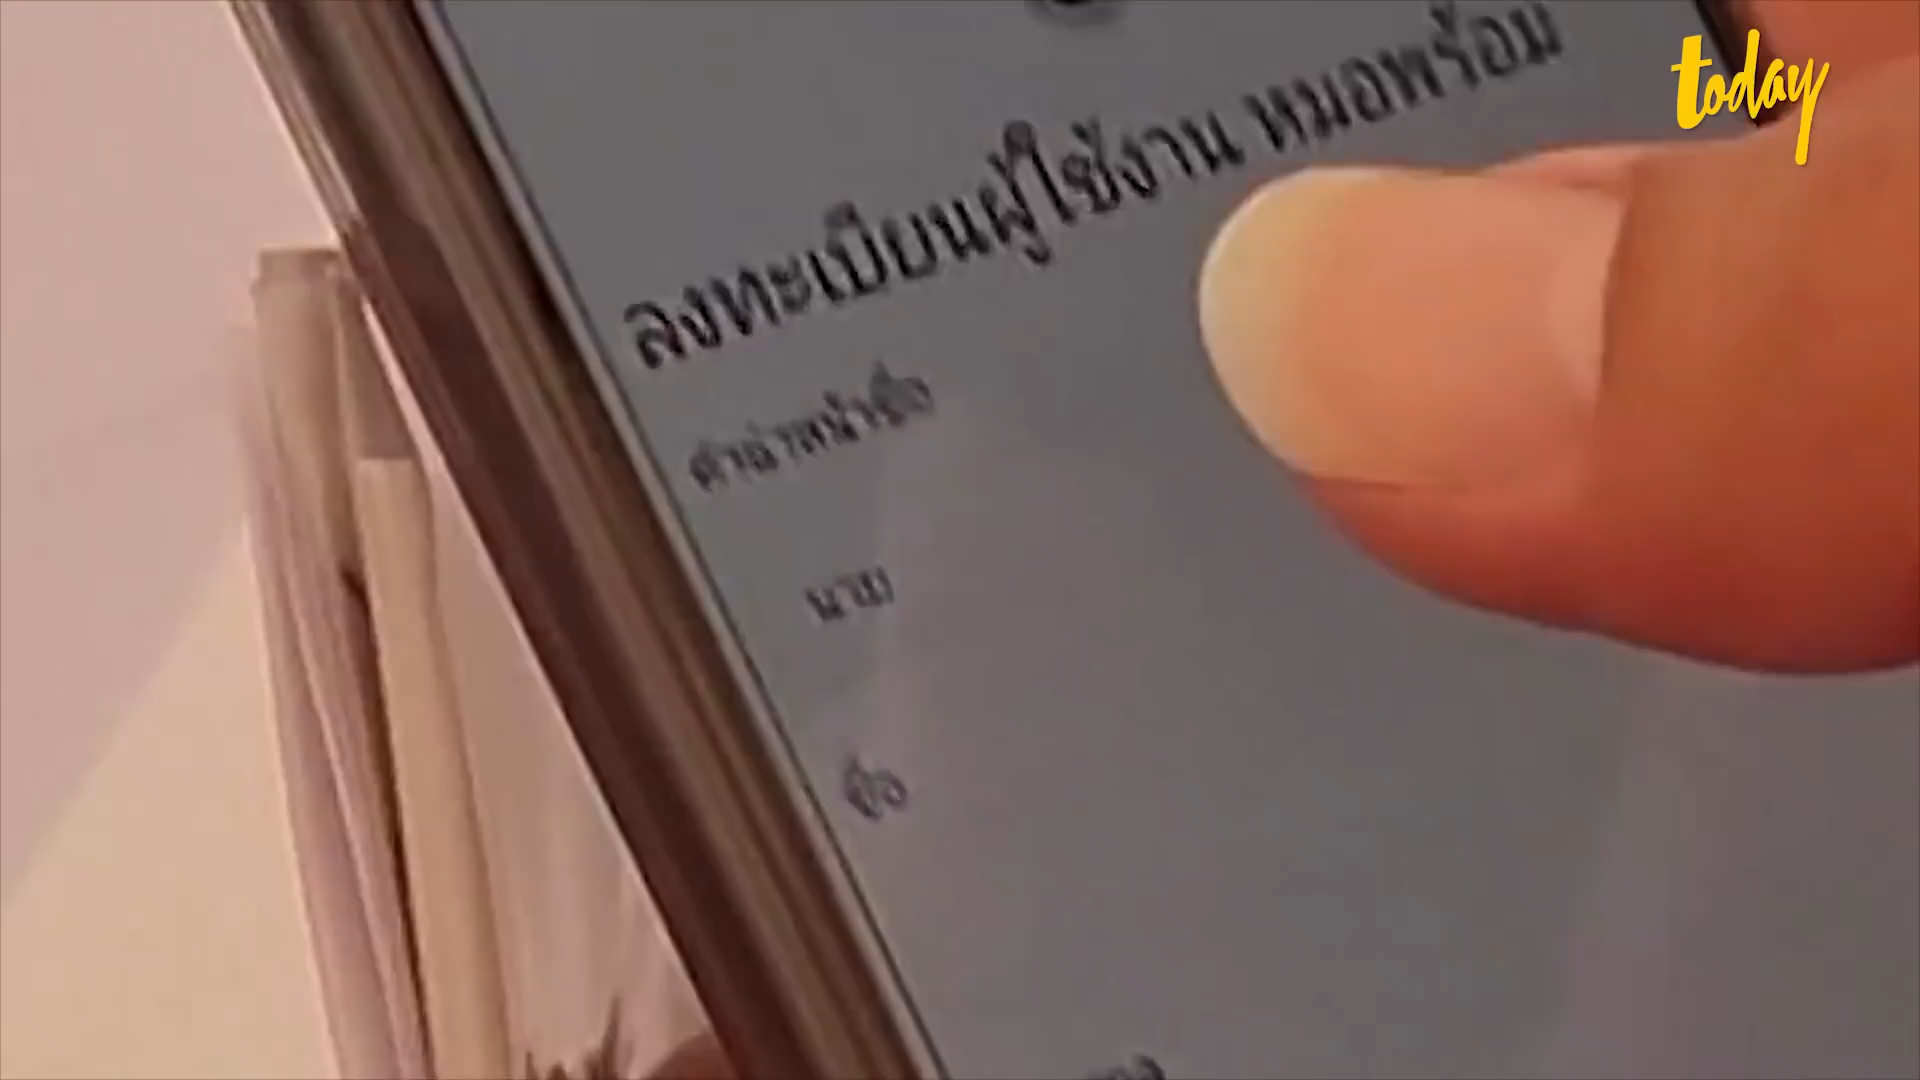 today
ลงทะเบียนผู้ใช้งาน หมอพร้อม
คำนำหน้าชื่อ
นาย
ชื่อ